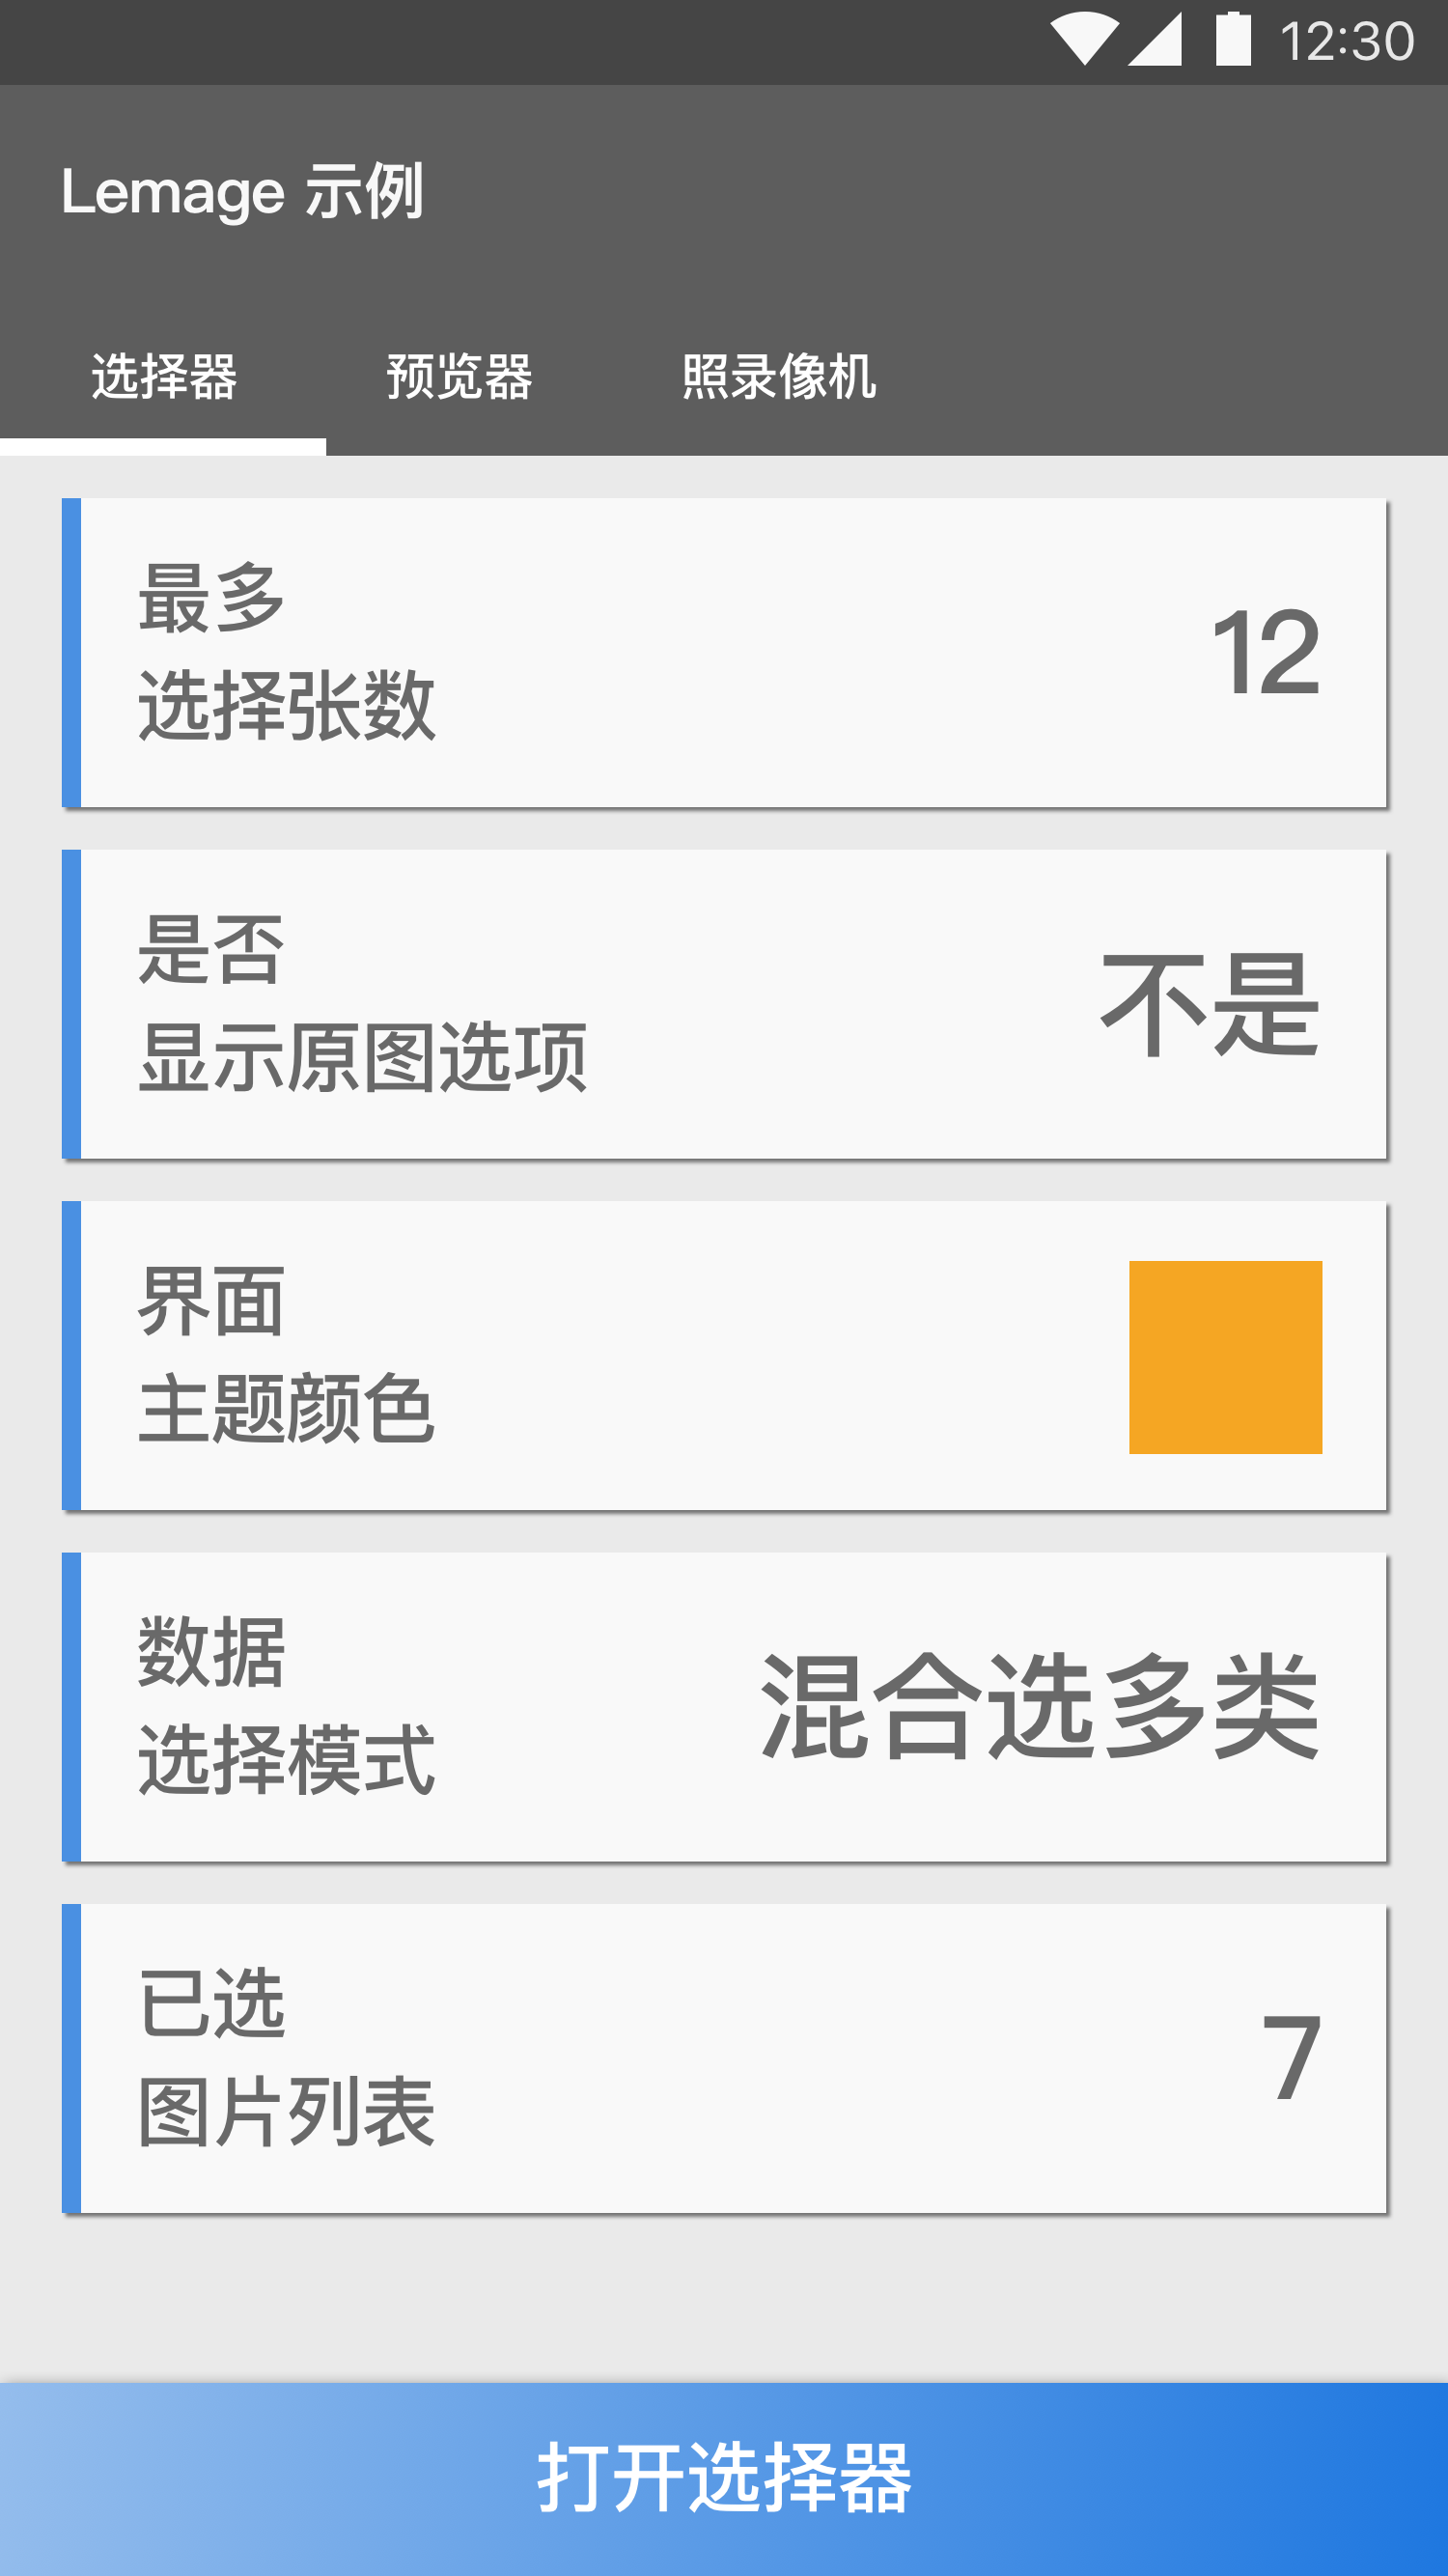 12:30
Lemage 示例
选择器 预览器 照录像机
最多
选择张数
12
是否
显示原图选项
不是
界面
主题颜色
数据
选择模式
混合选多类
已选
图片列表
7
打开选择器